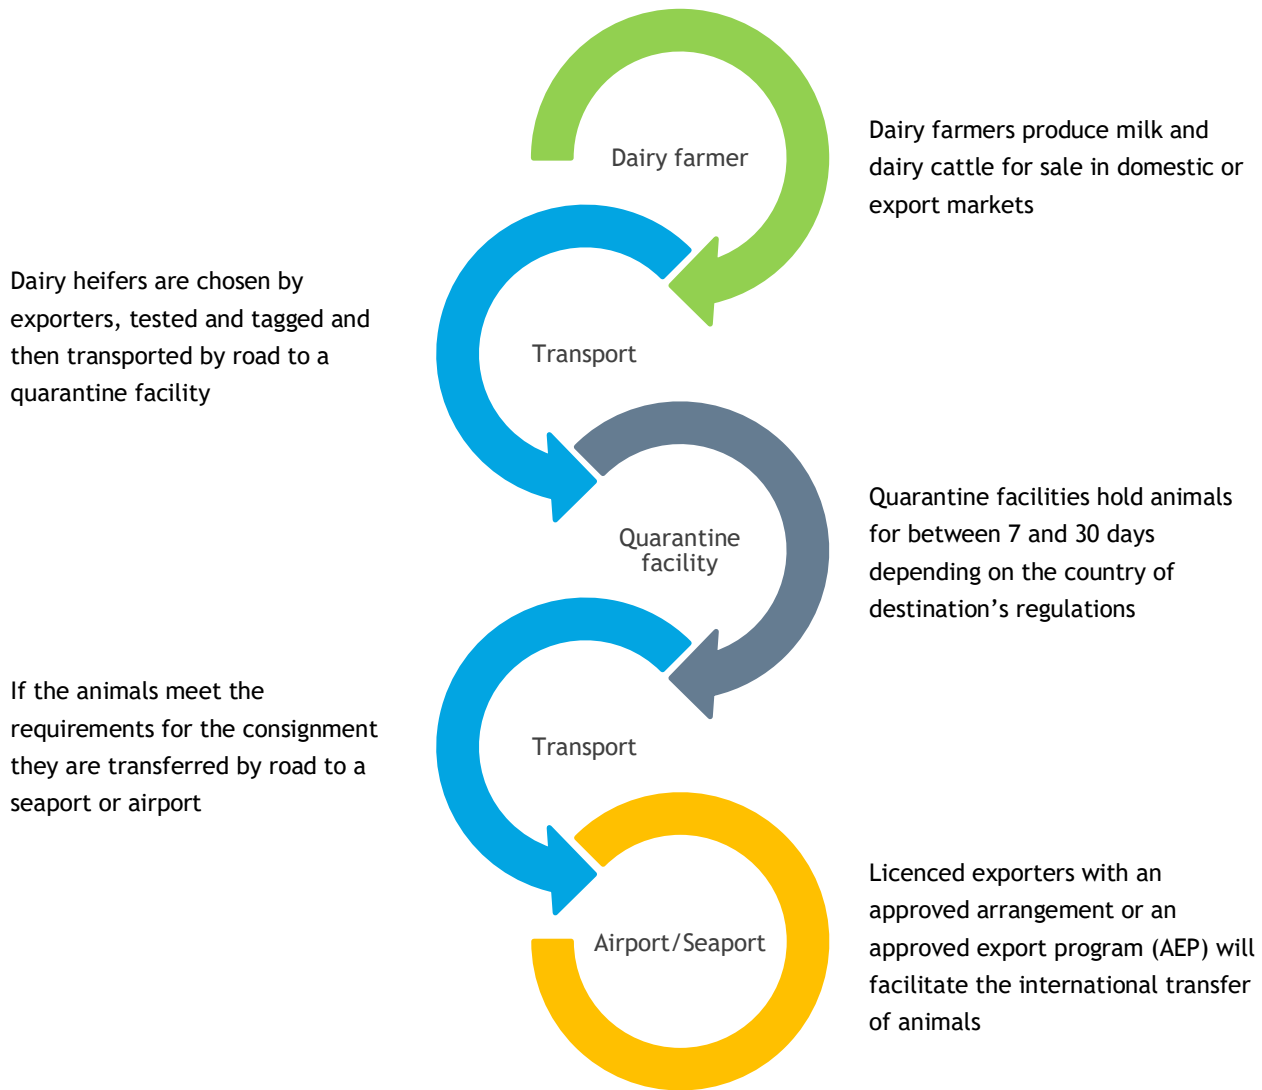 Dairy farmer
Dairy farmers produce milk and
dairy cattle for sale in domestic or
export markets
Dairy heifers are chosen by
exporters, tested and tagged and
then transported by road to a
quarantine facility
Transport
Quarantine
facility
Quarantine facilities hold animals
for between 7 and 30 days
depending on the country of
destination’s regulations
If the animals meet the
requirements for the consignment
they are transferred by road to a
seaport or airport
Transport
Airport/Seaport
Licenced exporters with an
approved arrangement or an
approved export program (AEP) will
facilitate the international transfer
of animals